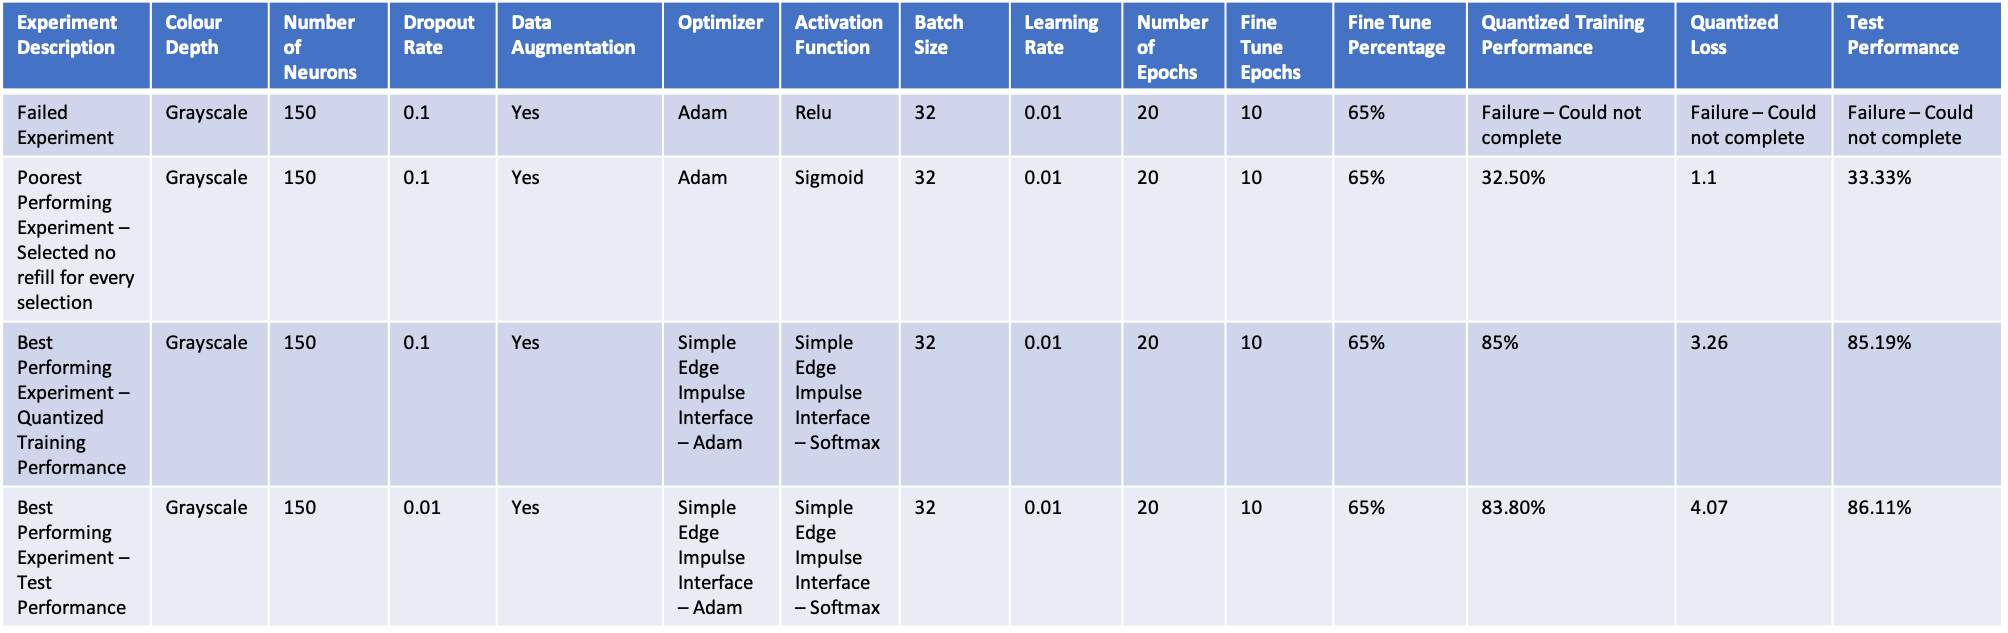 Experiment Description
Colour Depth
Number of Neurons
Dropout Rate
Data Augmentation
Optimizer
Activation Function
Batch Size
Learning Rate
Number of Epochs
Fine Tune Epochs
Fine Tune Percentage
Quantized Training Performance
Quantized Loss
Test Performance
Failed Experiment
Grayscale
150
0.1
Yes
Adam
Relu
32
0.01
20
10
65%
Failure – Could not complete
Failure – Could not complete
Failure – Could not complete
Poorest Performing Experiment – Selected no refill for every selection
Grayscale
150
0.1
Yes
Adam
Sigmoid
32
0.01
20
10
65%
32.50%
1.1
33.33%
Best Performing Experiment – Quantized Training Performance
Grayscale
150
0.1
Yes
Simple Edge Impulse Interface – Adam
Simple Edge Impulse Interface – Softmax
32
0.01
20
10
65%
85%
3.26
85.19%
Best Performing Experiment – Test Performance
Grayscale
150
0.01
Yes
Simple Edge Impulse Interface – Adam
Simple Edge Impulse Interface – Softmax
32
0.01
20
10
65%
83.80%
4.07
86.11%